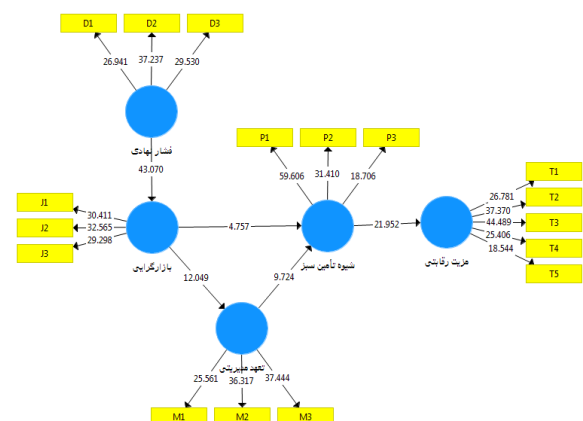 D1
D2
D3
26.941
37.237
29.530
فشار نهادی
43.070
P1
P2
P3
59.606
31.410
18.706
J1
J2
J3
30.411
32.565
29.298
بازارگرایی
4.757
شیوه تأمین سبز
21.952
مزیت رقابتی
26.781
37.370
44.489
25.406
18.544
T1
T2
T3
T4
T5
12.049
9.724
تعهد مدیریتی
25.561
36.317
37.444
M1
M2
M3